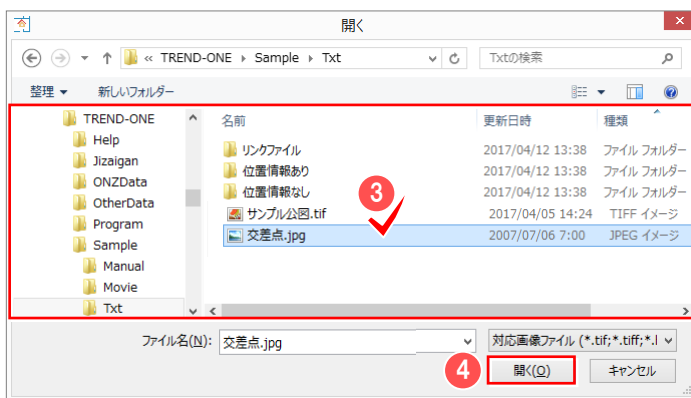 開く
« TREND-ONE Sample Txt Txtの検索
整理 新しいフォルダー
TREND-ONE
Help
Jizaigan
ONZData
OtherData
Program
Sample
Manual
Movie
Txt
名前 更新日時 種類
リンクファイル 2017/04/12 13:38 ファイル フォルダー
位置情報あり 2017/04/12 13:38 ファイル フォルダー
位置情報なし 2017/04/12 13:38 ファイル フォルダー
3
サンプル公図.tif 2017/04/05 14:24 TIFF イメージ
交差点.jpg 2007/07/06 7:00 JPEG イメージ
ファイル名(N): 交差点.jpg 対応画像ファイル (*.tif;*.tiff;*.l
4 開く(O) キャンセル